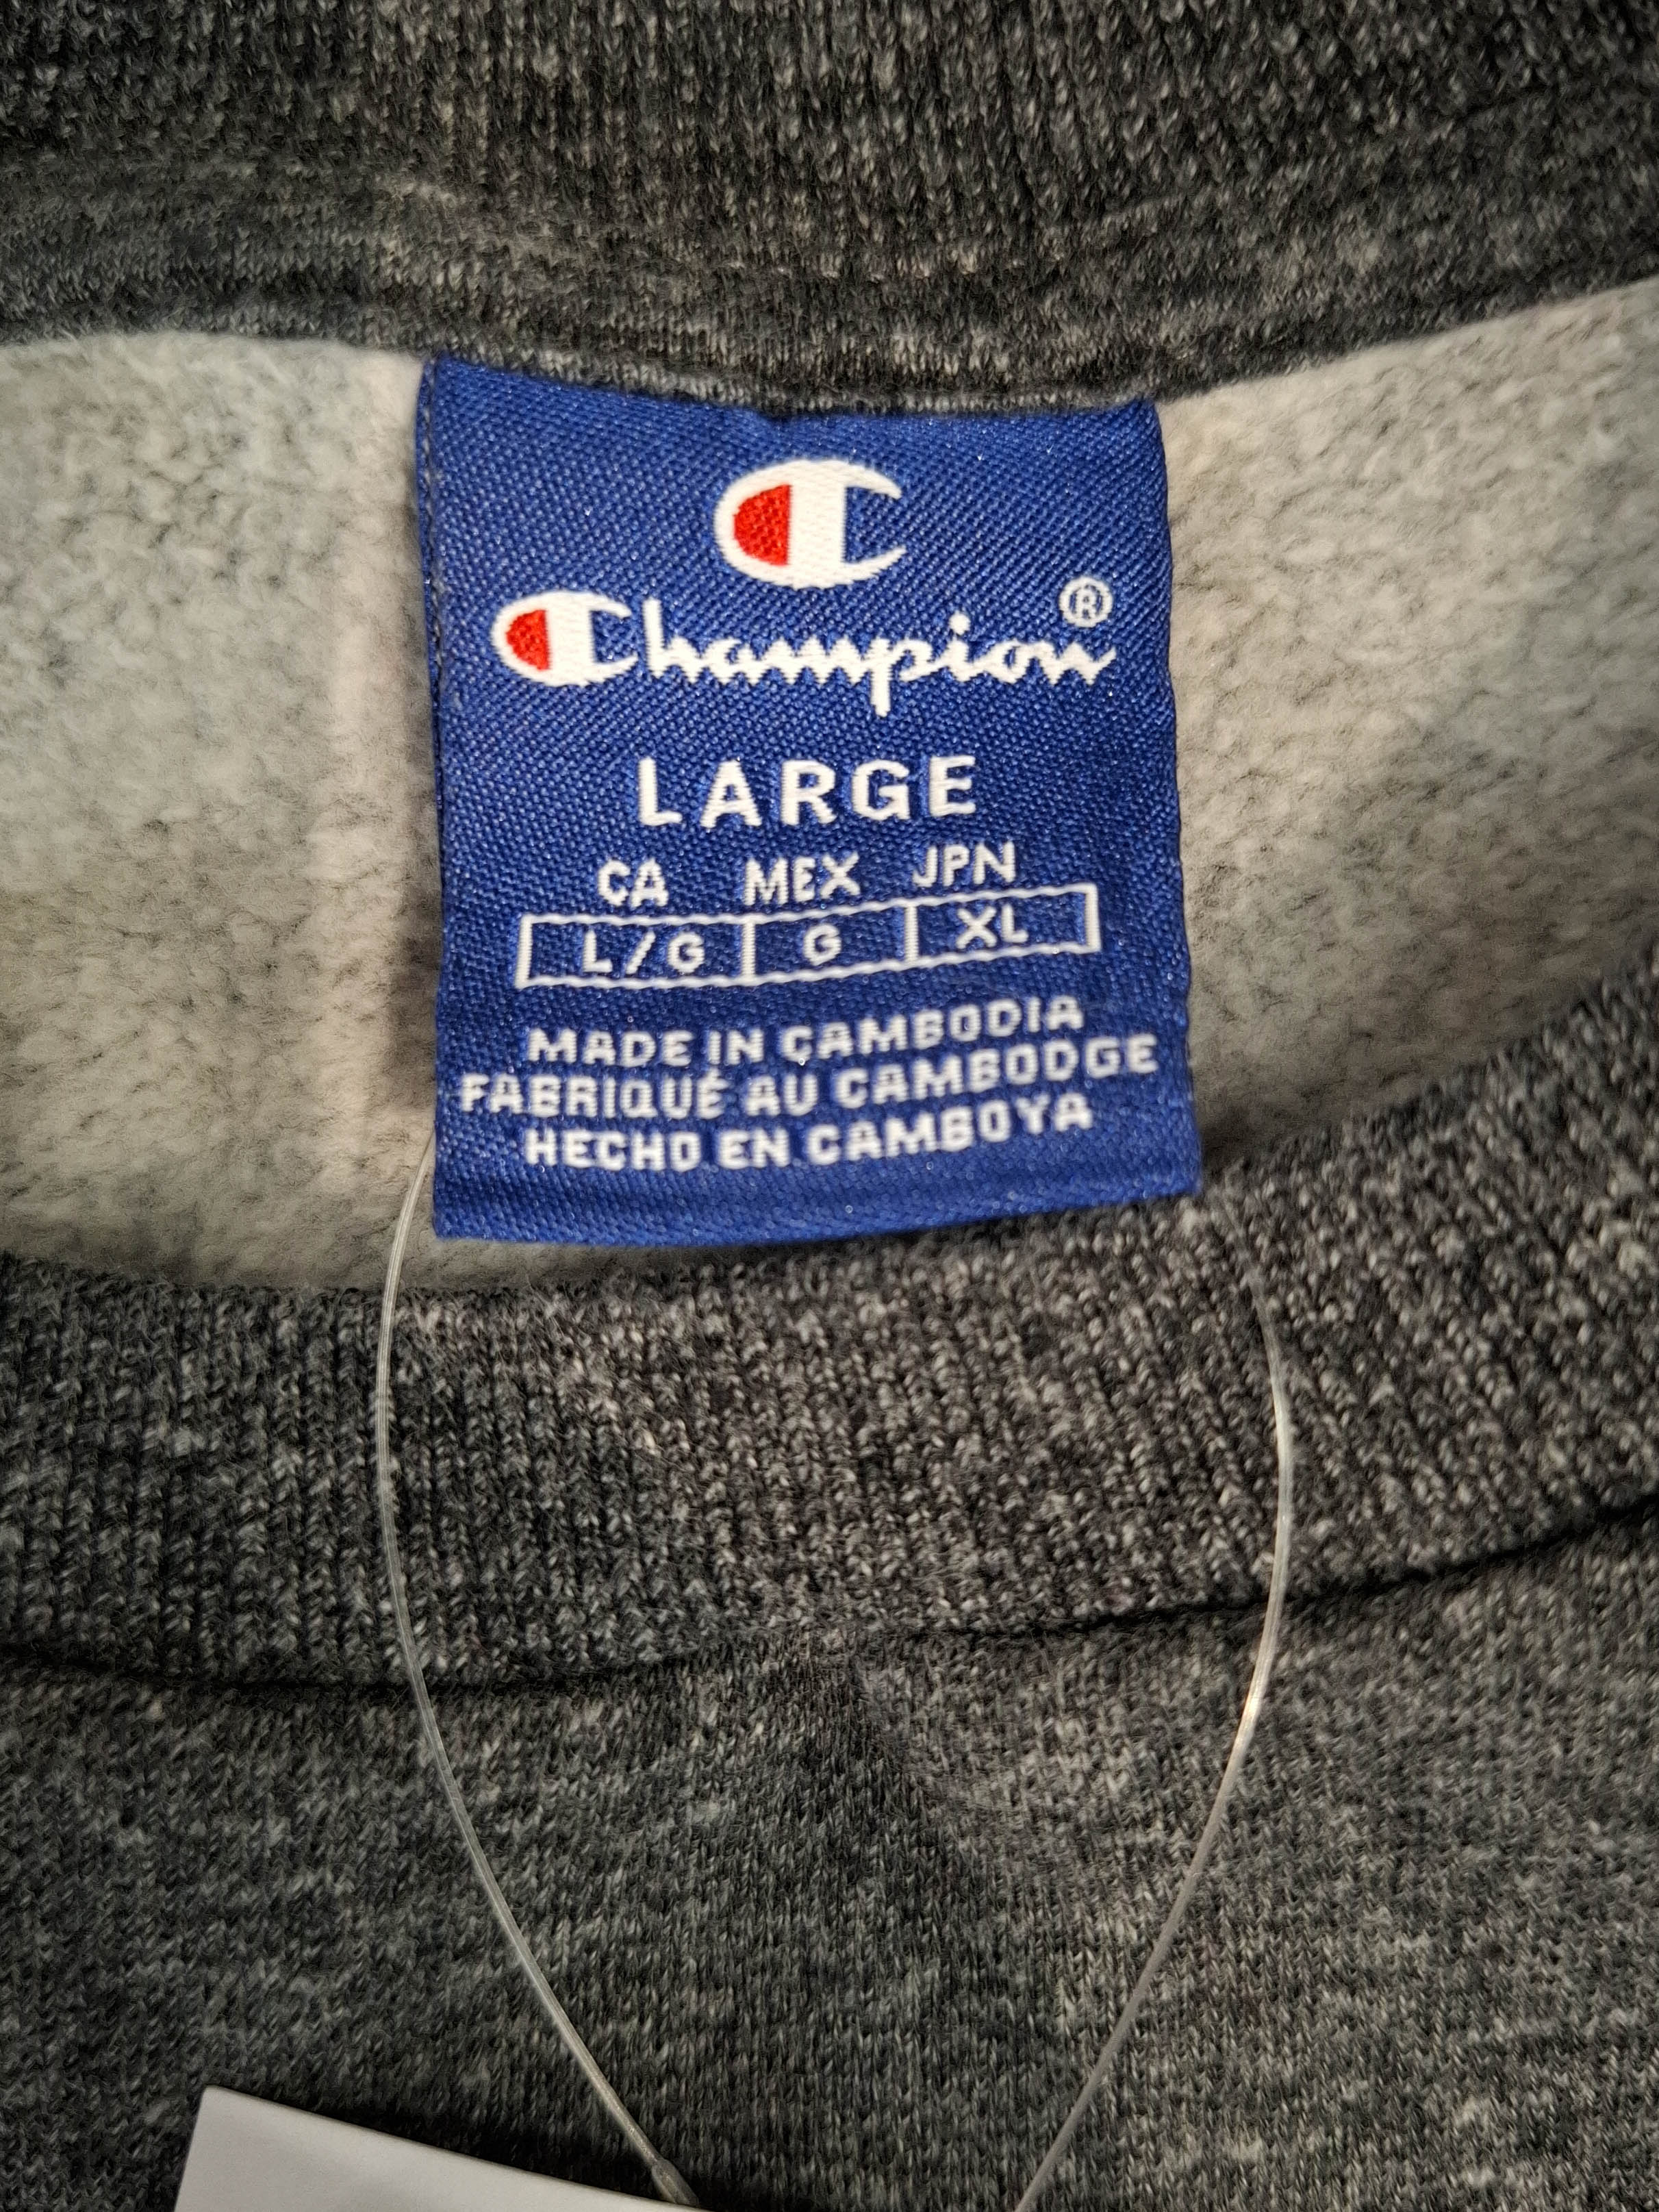 Champion®
LARGE
CA MEX JPN
L/G G XL
MADE IN CAMBODIA
FABRIQUÉ AU CAMBODGE
HECHO EN CAMBOYA